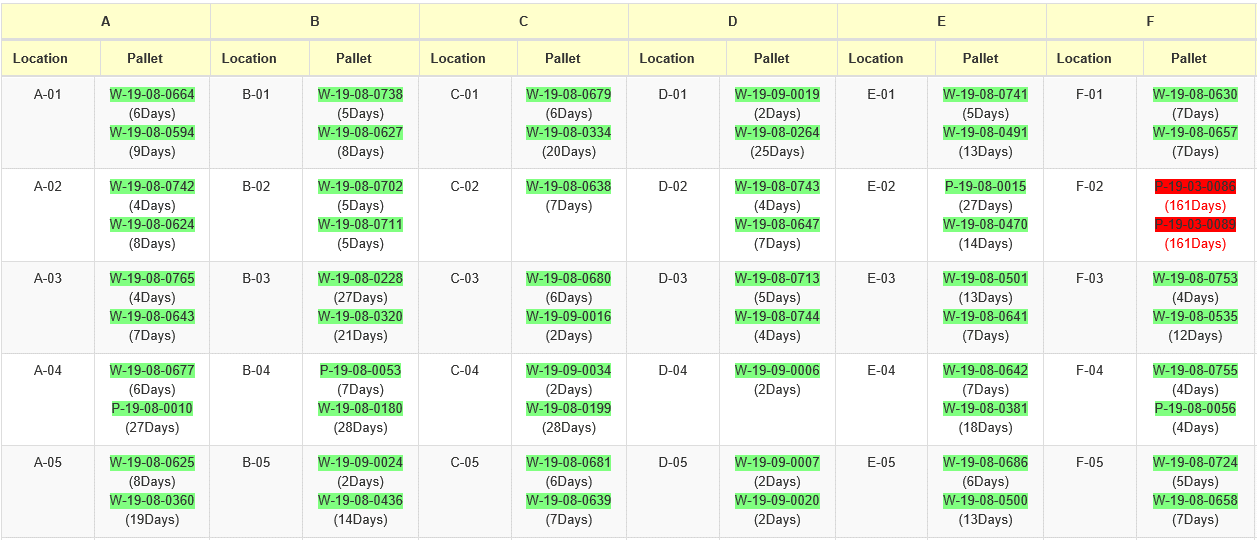 A B C D E F
Location Pallet Location Pallet Location Pallet Location Pallet Location Pallet Location Pallet
A-01 W-19-08-0664 B-01 W-19-08-0738 C-01 W-19-08-0679 D-01 W-19-09-0019 E-01 W-19-08-0741 F-01 W-19-08-0630
(6Days) (5Days) (6Days) (2Days) (5Days) (7Days)
W-19-08-0594 W-19-08-0627 W-19-08-0334 W-19-08-0264 W-19-08-0491 W-19-08-0657
(9Days) (8Days) (20Days) (25Days) (13Days) (7Days)
A-02 W-19-08-0742 B-02 W-19-08-0702 C-02 W-19-08-0638 D-02 W-19-08-0743 E-02 P-19-08-0015 F-02 P-19-03-0086
(4Days) (5Days) (7Days) (4Days) (27Days) (161Days)
W-19-08-0624 W-19-08-0711 W-19-08-0647 W-19-08-0470 P-19-03-0089
(8Days) (5Days) (7Days) (14Days) (161Days)
A-03 W-19-08-0765 B-03 W-19-08-0228 C-03 W-19-08-0680 D-03 W-19-08-0713 E-03 W-19-08-0501 F-03 W-19-08-0753
(4Days) (27Days) (6Days) (5Days) (13Days) (4Days)
W-19-08-0643 W-19-08-0320 W-19-09-0016 W-19-08-0744 W-19-08-0641 W-19-08-0535
(7Days) (21Days) (2Days) (4Days) (7Days) (12Days)
A-04 W-19-08-0677 B-04 P-19-08-0053 C-04 W-19-09-0034 D-04 W-19-09-0006 E-04 W-19-08-0642 F-04 W-19-08-0755
(6Days) (7Days) (2Days) (2Days) (7Days) (4Days)
P-19-08-0010 W-19-08-0180 W-19-08-0199 W-19-08-0381 P-19-08-0056
(27Days) (28Days) (28Days) (18Days) (4Days)
A-05 W-19-08-0625 B-05 W-19-09-0024 C-05 W-19-08-0681 D-05 W-19-09-0007 E-05 W-19-08-0686 F-05 W-19-08-0724
(8Days) (2Days) (6Days) (2Days) (6Days) (5Days)
W-19-08-0360 W-19-08-0436 W-19-08-0639 W-19-09-0020 W-19-08-0500 W-19-08-0658
(19Days) (14Days) (7Days) (2Days) (13Days) (7Days)